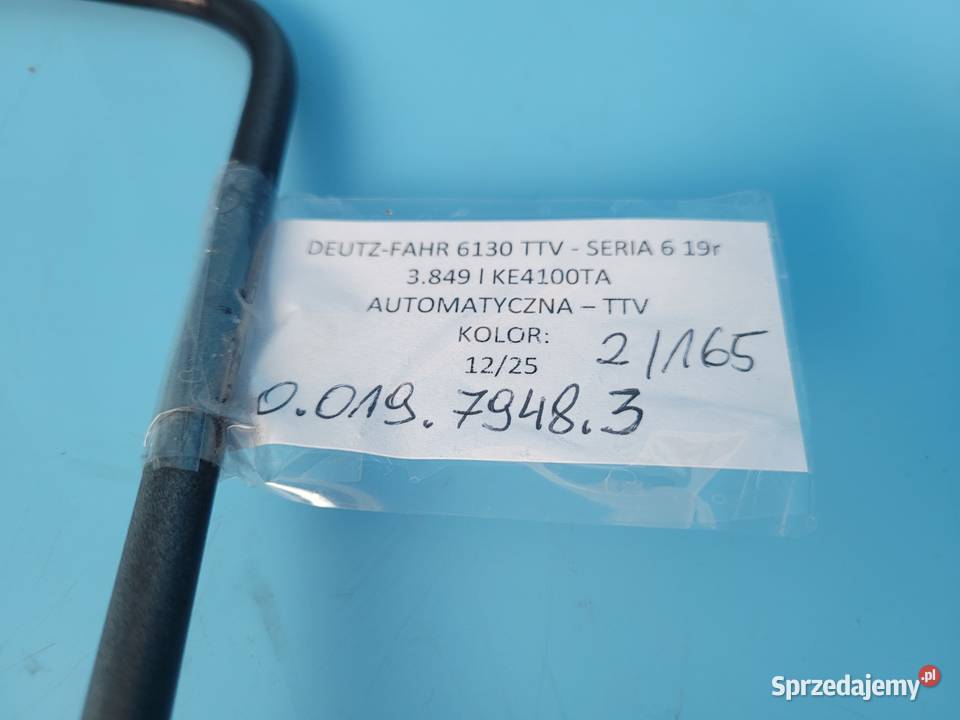 DEUTZ-FAHR 6130 TTV - SERIA 6 19r
3.849 l KE4100TA
AUTOMATYCZNA – TTV
KOLOR:
12/25
2/165
0.019.7948.3
Sprzedajemy.pl